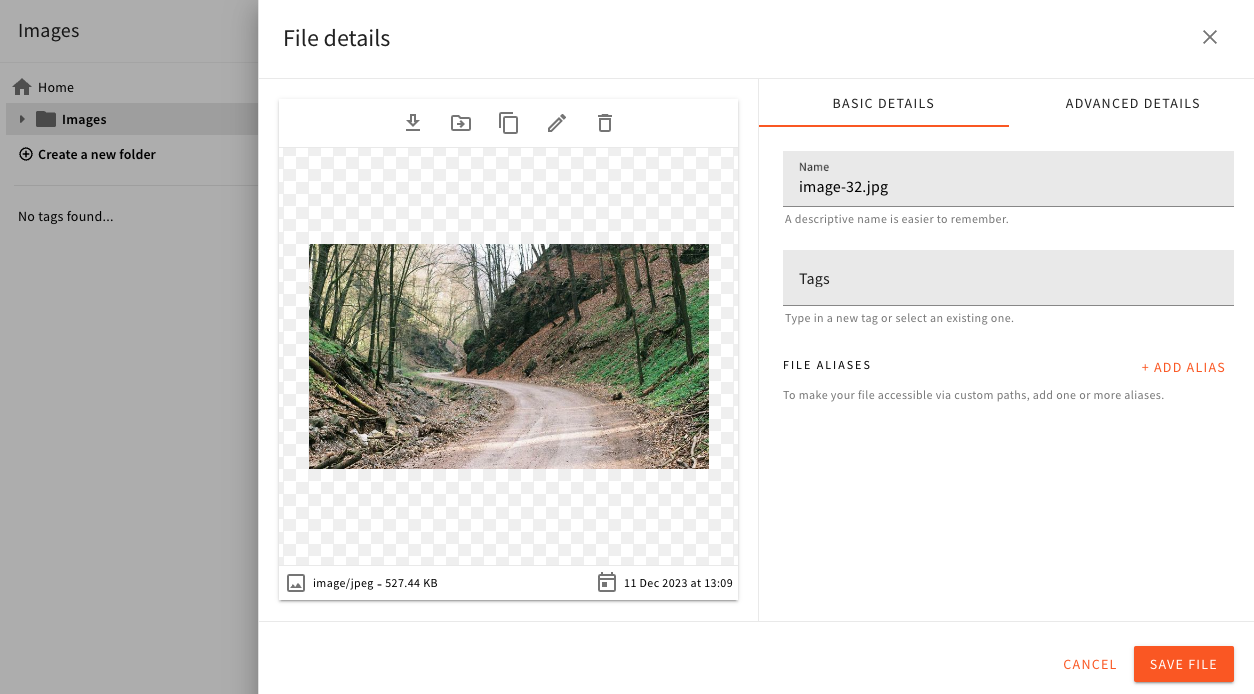 Images
Home
Images
Create a new folder
No tags found...
File details
image/jpeg – 527.44 KB
11 Dec 2023 at 13:09
BASIC DETAILS
ADVANCED DETAILS
Name
image-32.jpg
A descriptive name is easier to remember.
Tags
Type in a new tag or select an existing one.
FILE ALIASES
+ ADD ALIAS
To make your file accessible via custom paths, add one or more aliases.
CANCEL
SAVE FILE